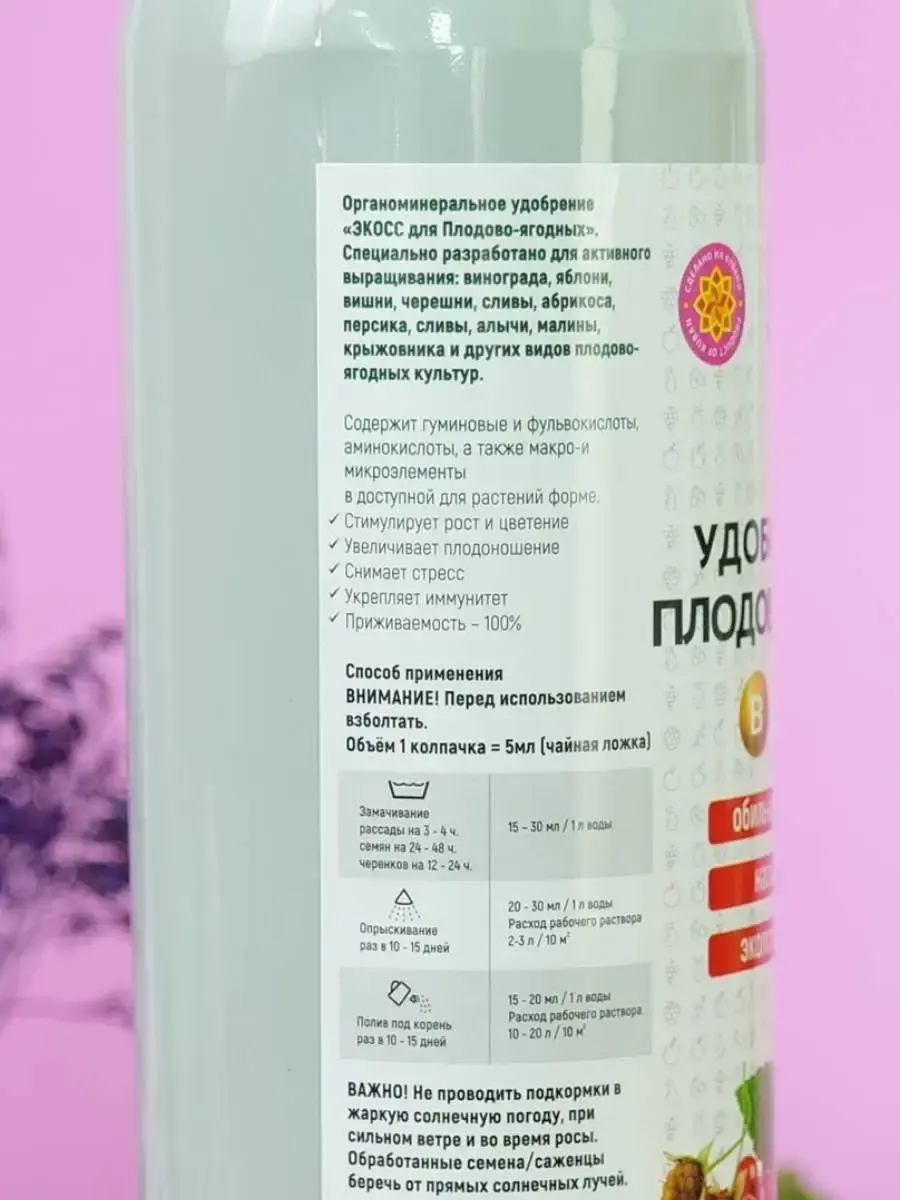 Органоминеральное удобрение
«ЭКОСС для Плодово-ягодных».
Специально разработано для активного
выращивания: винограда, яблони,
вишни, черешни, сливы, абрикоса,
персика, сливы, алычи, малины,
крыжовника и других видов плодово-
ягодных культур.
Содержит гуминовые и фульвокислоты,
аминокислоты, а также макро-и
микроэлементы
в доступной для растений форме.
✓ Стимулирует рост и цветение
✓ Увеличивает плодоношение
✓ Снимает стресс
✓ Укрепляет иммунитет
✓ Приживаемость – 100%
Способ применения
ВНИМАНИЕ! Перед использованием
взболтать.
Объём 1 колпачка = 5мл (чайная ложка)
Замачивание
рассады на 3 - 4 ч.
семян на 24 - 48 ч.
черенков на 12 - 24 ч.
15 – 30 мл / 1 л воды
Опрыскивание
раз в 10 - 15 дней
20 - 30 мл / 1 л воды
Расход рабочего раствора
2-3 л / 10 м²
Полив под корень
раз в 10 - 15 дней
15 - 20 мл / 1 л воды
Расход рабочего раствора
10 - 20 л / 10 м²
ВАЖНО! Не проводить подкормки в
жаркую солнечную погоду, при
сильном ветре и во время росы.
Обработанные семена/саженцы
беречь от прямых солнечных лучей.
СДЕЛАНО НА КУБАНИ
PRODUCT OF KUBAN
УДОБ
ПЛОДОВ
B